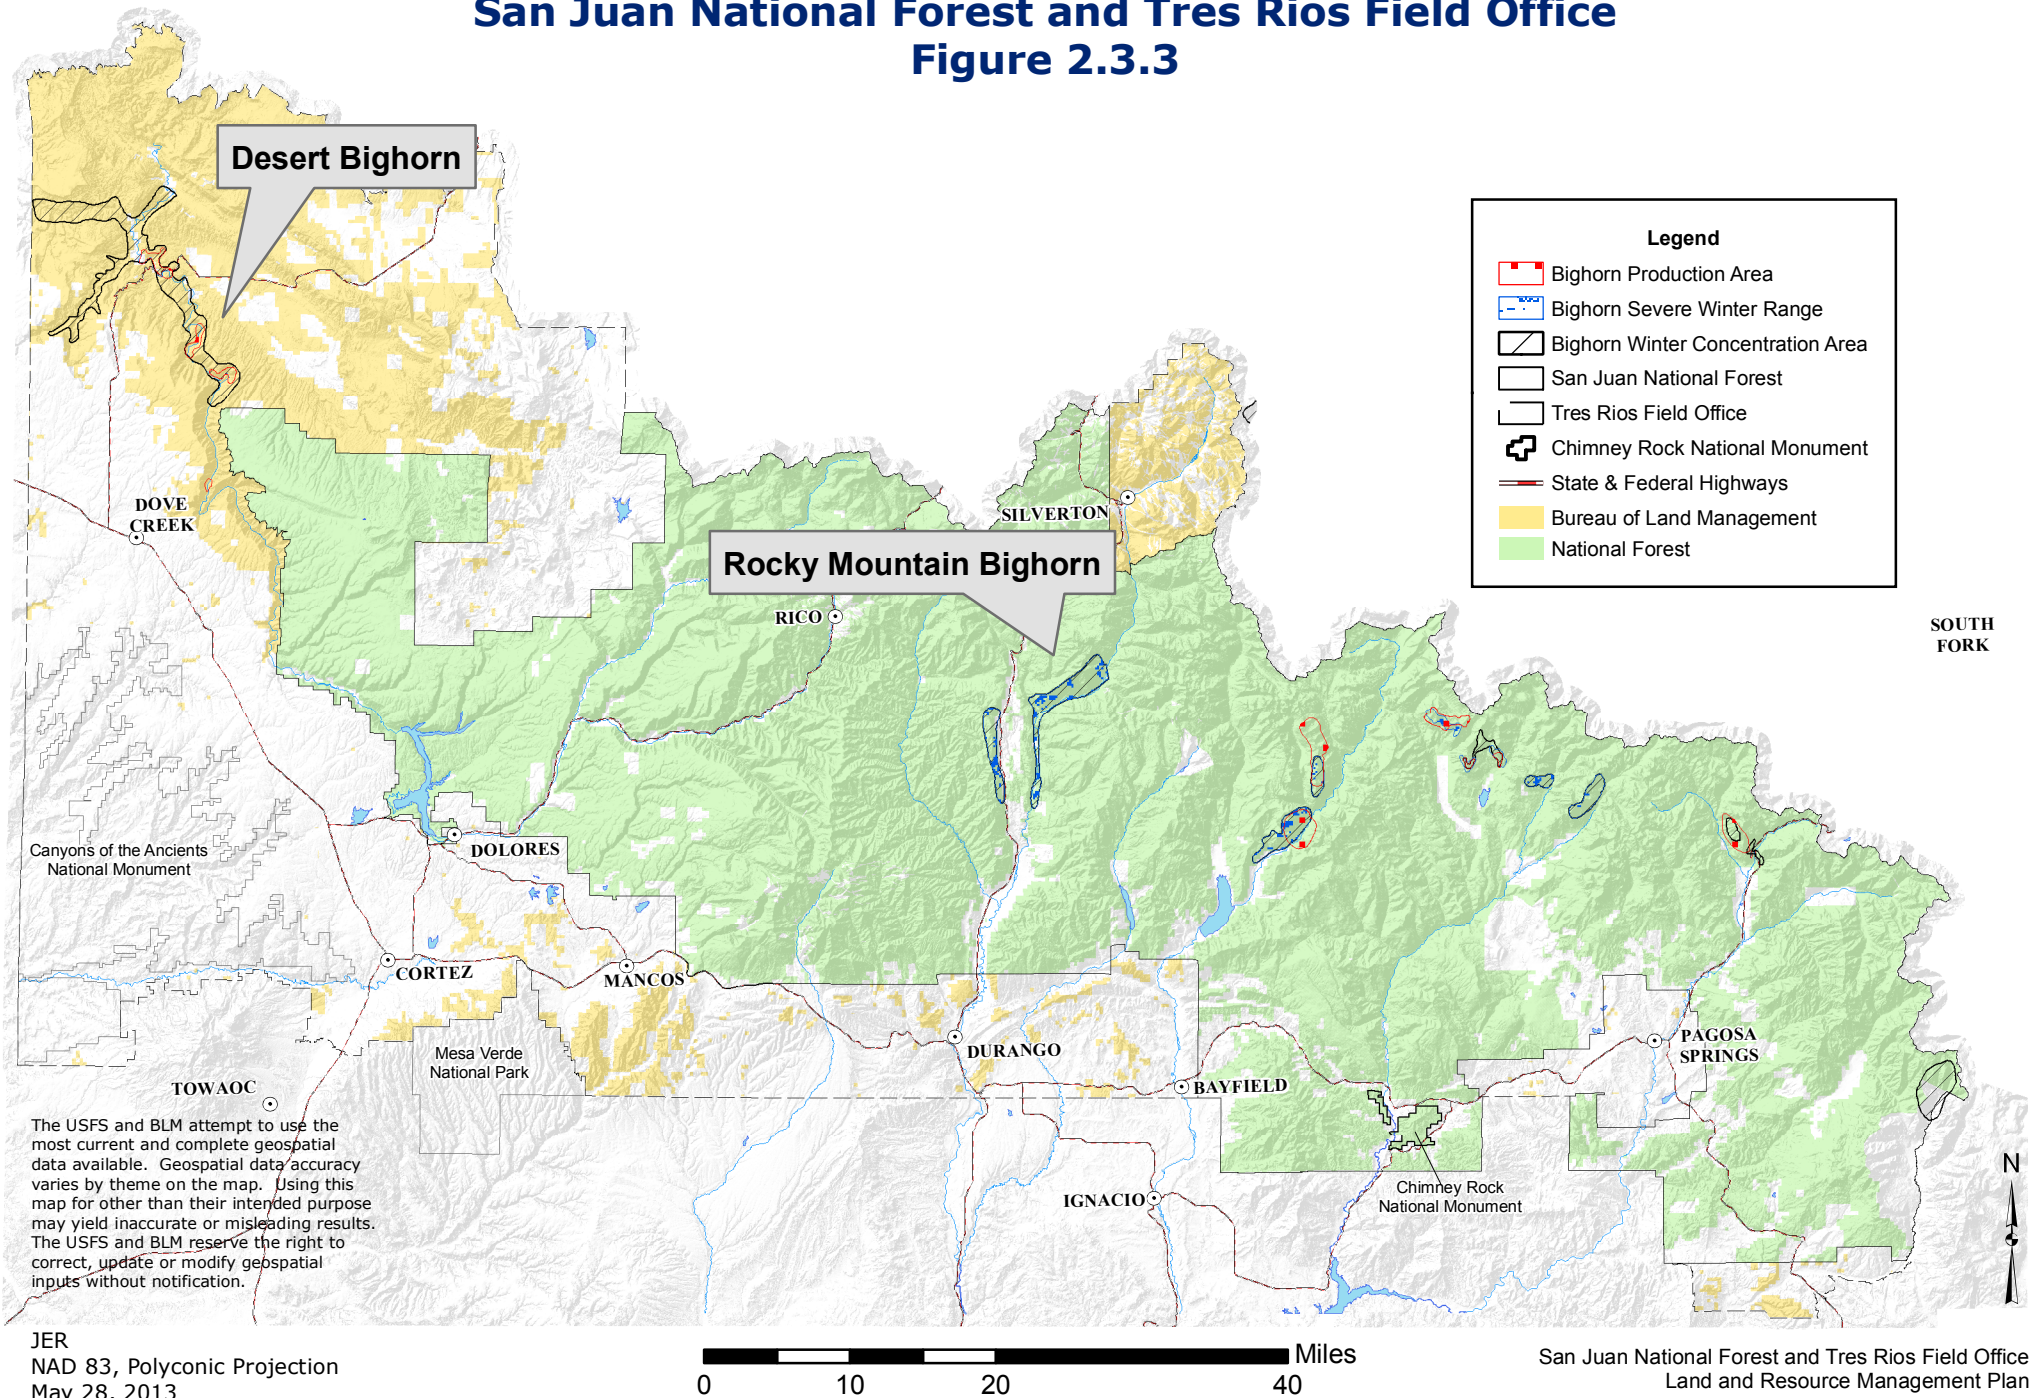 San Juan National Forest and Tres Rios Field Office
Figure 2.3.3
Desert Bighorn
Legend
Bighorn Production Area
Bighorn Severe Winter Range
Bighorn Winter Concentration Area
San Juan National Forest
Tres Rios Field Office
Chimney Rock National Monument
State & Federal Highways
Bureau of Land Management
National Forest
DOVE
CREEK
SILVERTON
Rocky Mountain Bighorn
RICO
SOUTH
FORK
Canyons of the Ancients
National Monument
DOLORES
CORTEZ
MANCOS
DURANGO
PAGOSA
SPRINGS
Mesa Verde
National Park
TOWAOC
BAYFIELD
IGNACIO
Chimney Rock
National Monument
N
The USFS and BLM attempt to use the
most current and complete geospatial
data available. Geospatial data accuracy
varies by theme on the map. Using this
map for other than their intended purpose
may yield inaccurate or misleading results.
The USFS and BLM reserve the right to
correct, update or modify geospatial
inputs without notification.
JER
NAD 83, Polyconic Projection
May 28, 2013
Miles
0 10 20 40
San Juan National Forest and Tres Rios Field Office
Land and Resource Management Plan